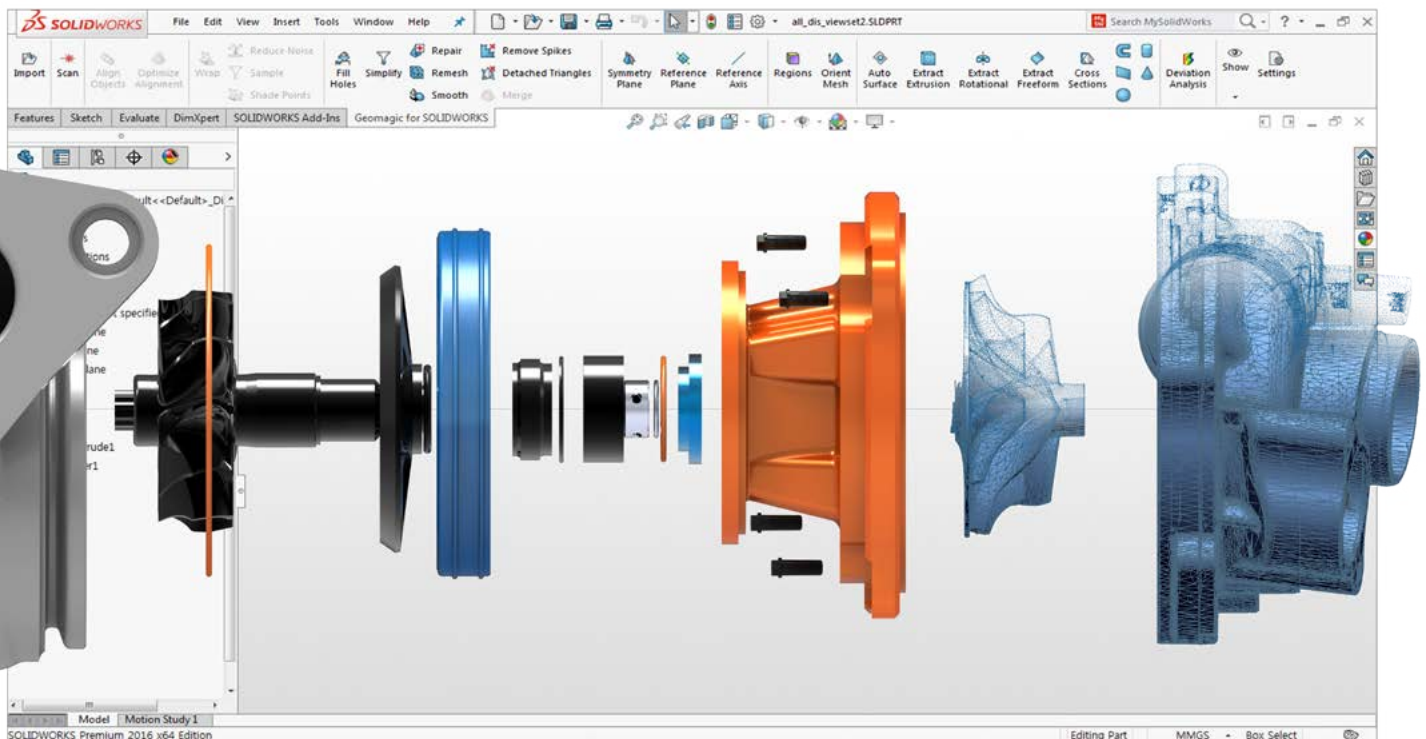 SOLIDWORKS
File Edit View Insert Tools Window Help
all_dis_viewset2.SLDPRT
Search MySolidWorks
?
Import
Scan
Align Objects
Optimize Alignment
Wrap
Reduce Noise
Sample
Shade Points
Fill Holes
Simplify
Repair
Remesh
Smooth
Remove Spikes
Detached Triangles
Merge
Symmetry Plane
Reference Plane
Reference Axis
Regions
Orient Mesh
Auto Surface
Extract Extrusion
Extract Rotational
Extract Freeform
Cross Sections
Deviation Analysis
Show
Settings
Features Sketch Evaluate DimXpert SOLIDWORKS Add-Ins Geomagic for SOLIDWORKS
ult<<Default>_Di
s
tions
t specifie
ne
ne
lane
rude1
er1
Model Motion Study 1
SOLIDWORKS Premium 2016 x64 Edition
Editing Part MMGS - Box Select